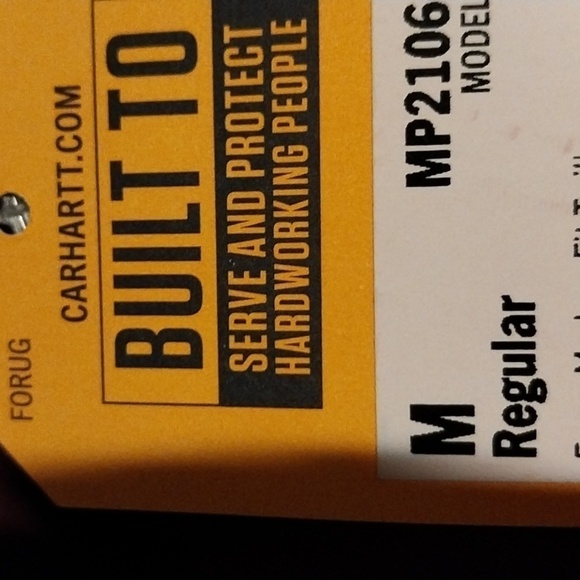 FORUG
CARHARTT.COM
BUILT TO
SERVE AND PROTECT
HARDWORKING PEOPLE
M
MP2106
Regular
MODEL